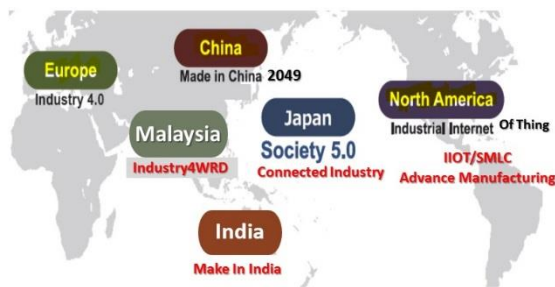 China
Made in China 2049
Europe
Industry 4.0
North America
Industrial Internet Of Thing
Malaysia
Industry4WRD
Japan
Society 5.0
Connected Industry
IIOT/SMLC
Advance Manufacturing
India
Make In India